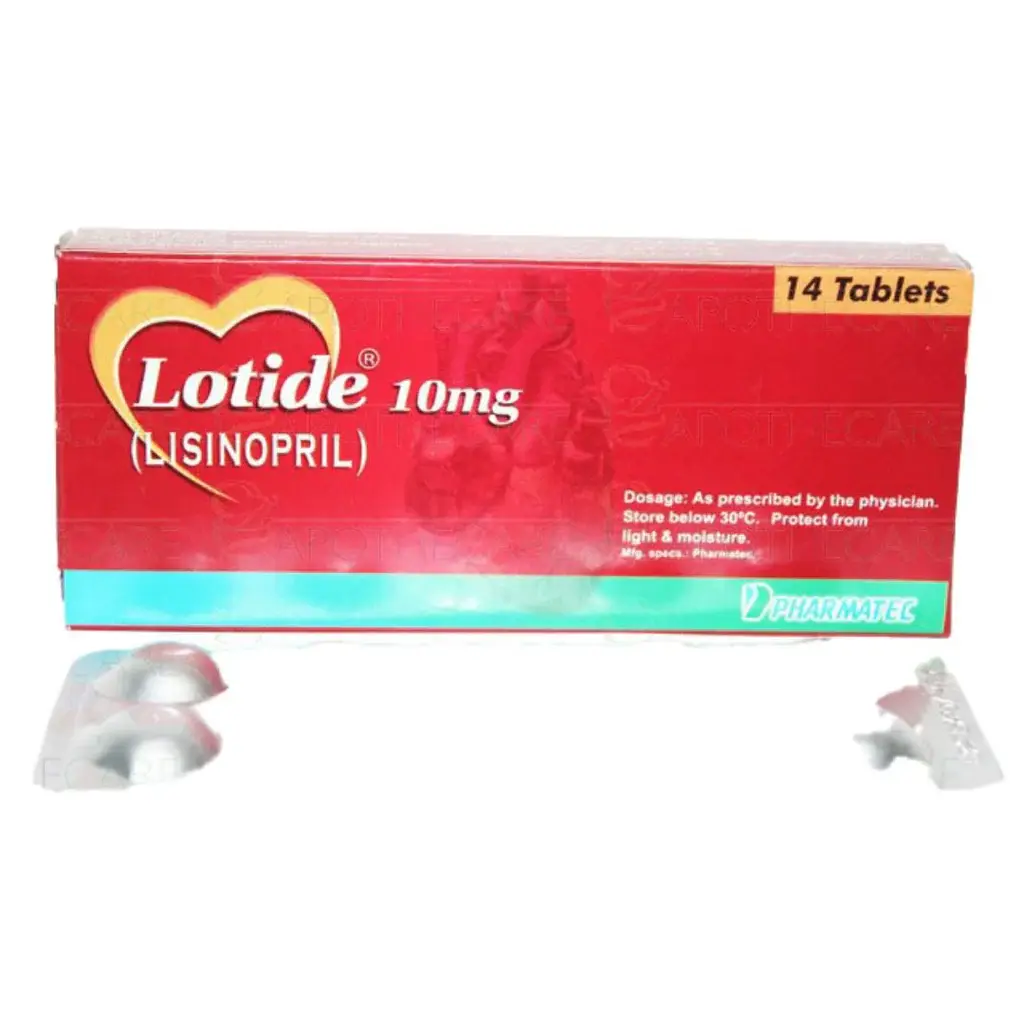 14 Tablets
Lotide® 10mg
(LISINOPRIL)
Dosage: As prescribed by the physician.
Store below 30°C. Protect from
light & moisture.
Mfg. specs.: Pharmatec.
PHARMATEC
APOTHECARE